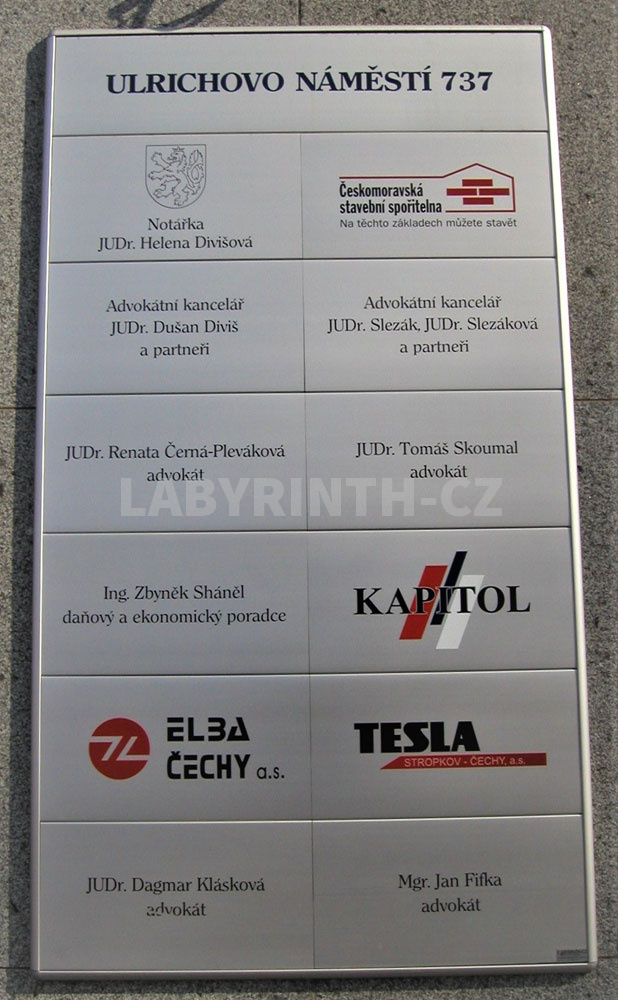 ULRICHOVO NÁMĚSTÍ 737
Notářka
JUDr. Helena Divišová
Českomoravská
stavební spořitelna
Na těchto základech můžete stavět
Advokátní kancelář
JUDr. Dušan Diviš
a partneři
Advokátní kancelář
JUDr. Slezák, JUDr. Slezáková
a partneři
JUDr. Renata Černá-Pleváková
advokát
JUDr. Tomáš Skoumal
advokát
LABYRINTH-CZ
Ing. Zbyněk Sháněl
daňový a ekonomický poradce
KAPITOL
ELBA
ČECHY a.s.
TESLA
STROPKOV - ČECHY, a.s.
JUDr. Dagmar Klásková
advokát
Mgr. Jan Fifka
advokát